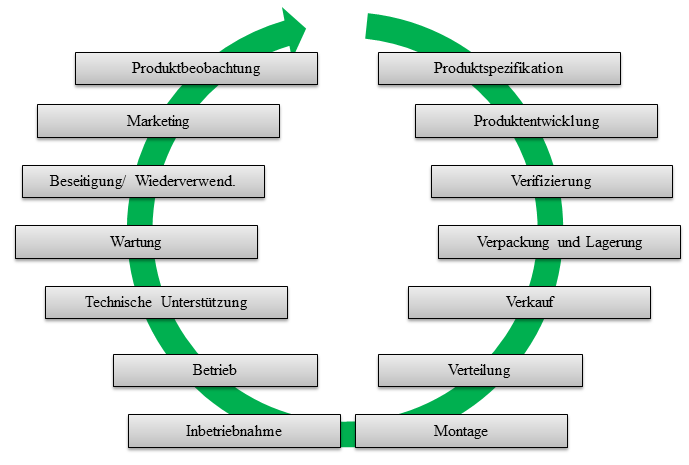 Produktbeobachtung
Produktspezifikation
Marketing
Produktentwicklung
Beseitigung/ Wiederverwend.
Verifizierung
Wartung
Verpackung und Lagerung
Technische Unterstützung
Verkauf
Betrieb
Verteilung
Inbetriebnahme
Montage